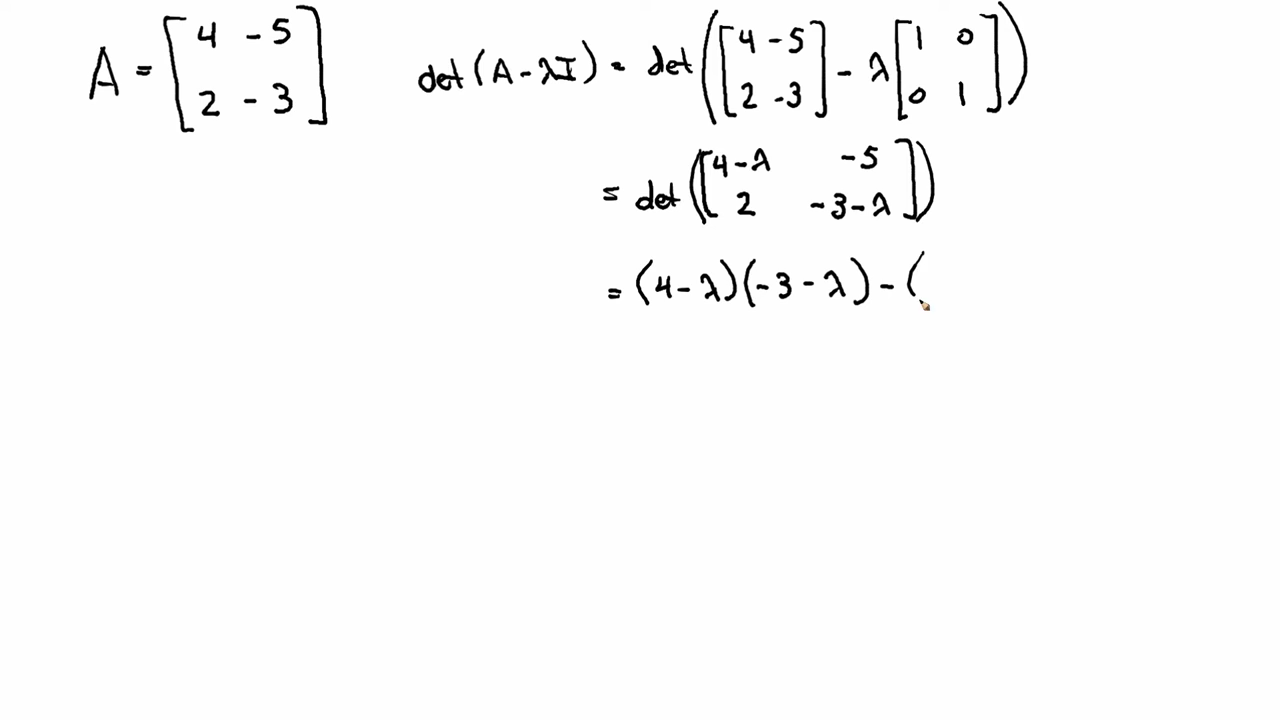 A = [4 -5; 2 -3] det(A - λI) = det([4 -5; 2 -3] - λ[1 0; 0 1])
= det([4-λ -5; 2 -3-λ])
= (4-λ)(-3-λ) - (